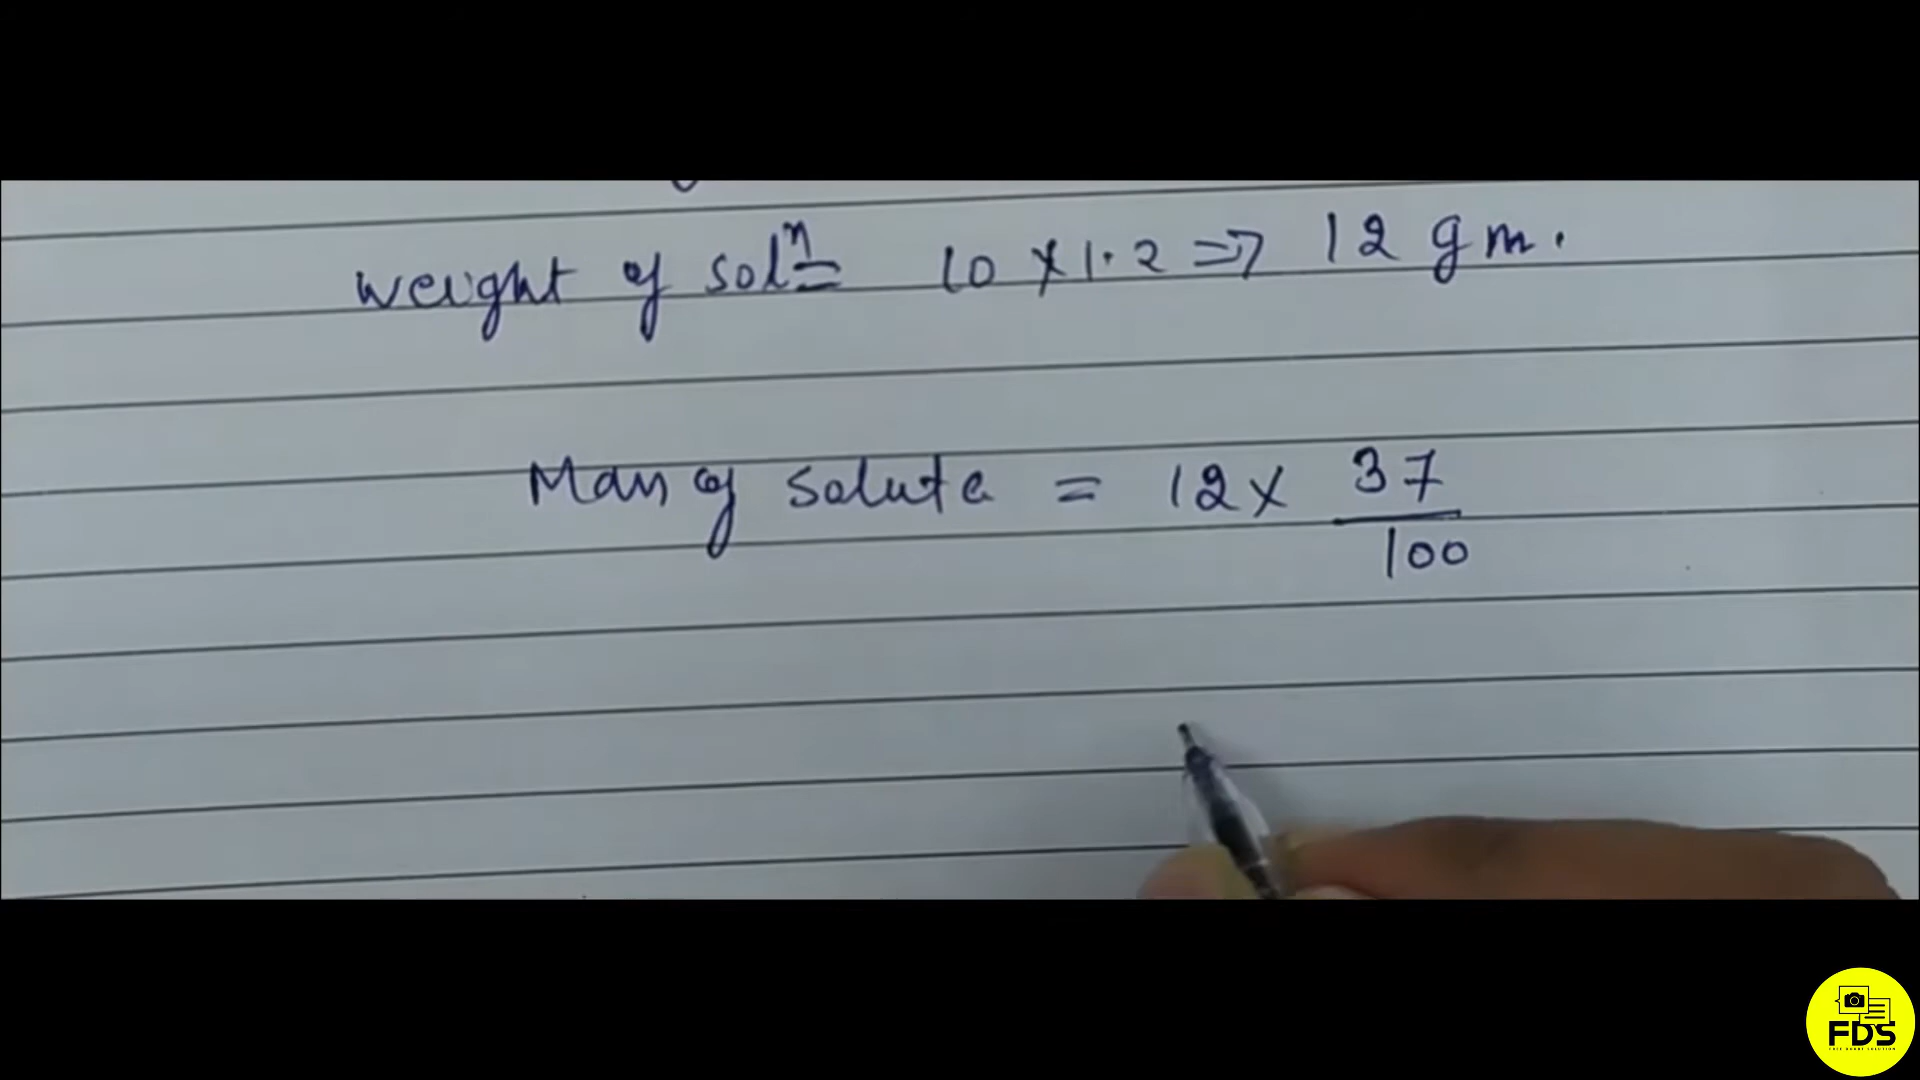 weight of solⁿ= 10 X 1.2 => 12 gm.
Mass of solute = 12 x 37/100
FDS